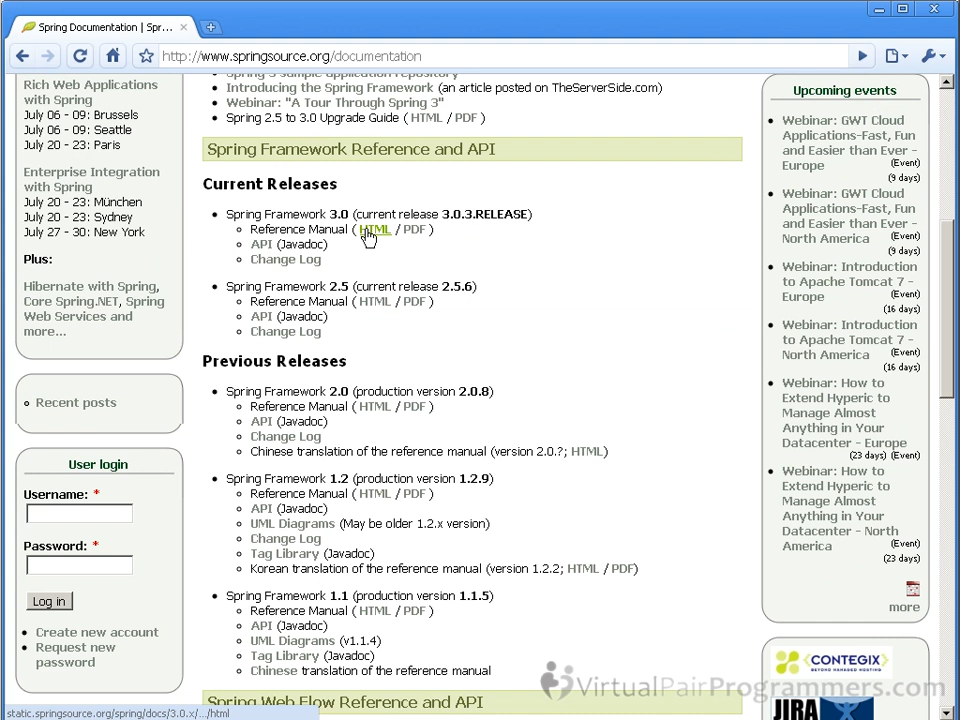 Spring Documentation | Spr...
http://www.springsource.org/documentation
Rich Web Applications
with Spring
July 06 - 09: Brussels
July 06 - 09: Seattle
July 20 - 23: Paris
Enterprise Integration
with Spring
July 20 - 23: München
July 20 - 23: Sydney
July 27 - 30: New York
Plus:
Hibernate with Spring,
Core Spring.NET, Spring
Web Services and
more...
Recent posts
User login
Username: *
Password: *
Log in
Create new account
Request new
password
Spring 3 sample application repository
Introducing the Spring Framework (an article posted on TheServerSide.com)
Webinar: "A Tour Through Spring 3"
Spring 2.5 to 3.0 Upgrade Guide ( HTML / PDF )
Spring Framework Reference and API
Current Releases
Spring Framework 3.0 (current release 3.0.3.RELEASE)
Reference Manual ( HTML / PDF )
API (Javadoc)
Change Log
Spring Framework 2.5 (current release 2.5.6)
Reference Manual ( HTML / PDF )
API (Javadoc)
Change Log
Previous Releases
Spring Framework 2.0 (production version 2.0.8)
Reference Manual ( HTML / PDF )
API (Javadoc)
Change Log
Chinese translation of the reference manual (version 2.0.?; HTML)
Spring Framework 1.2 (production version 1.2.9)
Reference Manual ( HTML / PDF )
API (Javadoc)
UML Diagrams (May be older 1.2.x version)
Change Log
Tag Library (Javadoc)
Korean translation of the reference manual (version 1.2.2; HTML / PDF)
Spring Framework 1.1 (production version 1.1.5)
Reference Manual ( HTML / PDF )
API (Javadoc)
UML Diagrams (v1.1.4)
Tag Library (Javadoc)
Chinese translation of the reference manual
Spring Web Flow Reference and API
Upcoming events
Webinar: GWT Cloud
Applications-Fast, Fun
and Easier than Ever -
Europe (Event)
(9 days)
Webinar: GWT Cloud
Applications-Fast, Fun
and Easier than Ever -
North America (Event)
(9 days)
Webinar: Introduction
to Apache Tomcat 7 -
Europe (Event)
(16 days)
Webinar: Introduction
to Apache Tomcat 7 -
North America (Event)
(16 days)
Webinar: How to
Extend Hyperic to
Manage Almost
Anything in Your
Datacenter - Europe
(23 days) (Event)
Webinar: How to
Extend Hyperic to
Manage Almost
Anything in Your
Datacenter - North
America (Event)
(23 days)
more
CONTEGIX
BEYOND MANAGED HOSTING
JIRA
VirtualPairProgrammers.com
static.springsource.org/spring/docs/3.0.x/.../html